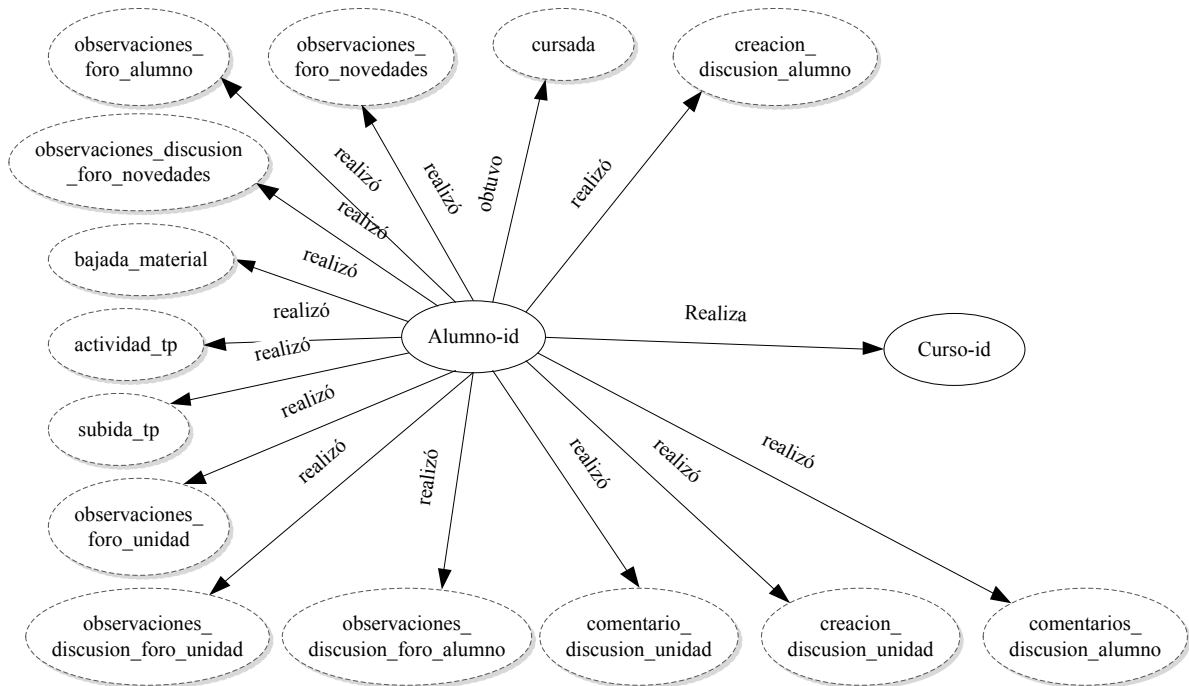 observaciones_
foro_alumno
observaciones_
foro_novedades
cursada
creacion_
discusion_alumno
observaciones_discusion
_foro_novedades
realizó
realizó
obtuvo
realizó
realizó
bajada_material
realizó
realizó
Realiza
actividad_tp
realizó
Alumno-id
Curso-id
subida_tp
realizó
realizó
realizó
realizó
realizó
realizó
observaciones_
foro_unidad
observaciones_
discusion_foro_unidad
observaciones_
discusion_foro_alumno
comentario_
discusion_unidad
creacion_
discusion_unidad
comentarios_
discusion_alumno